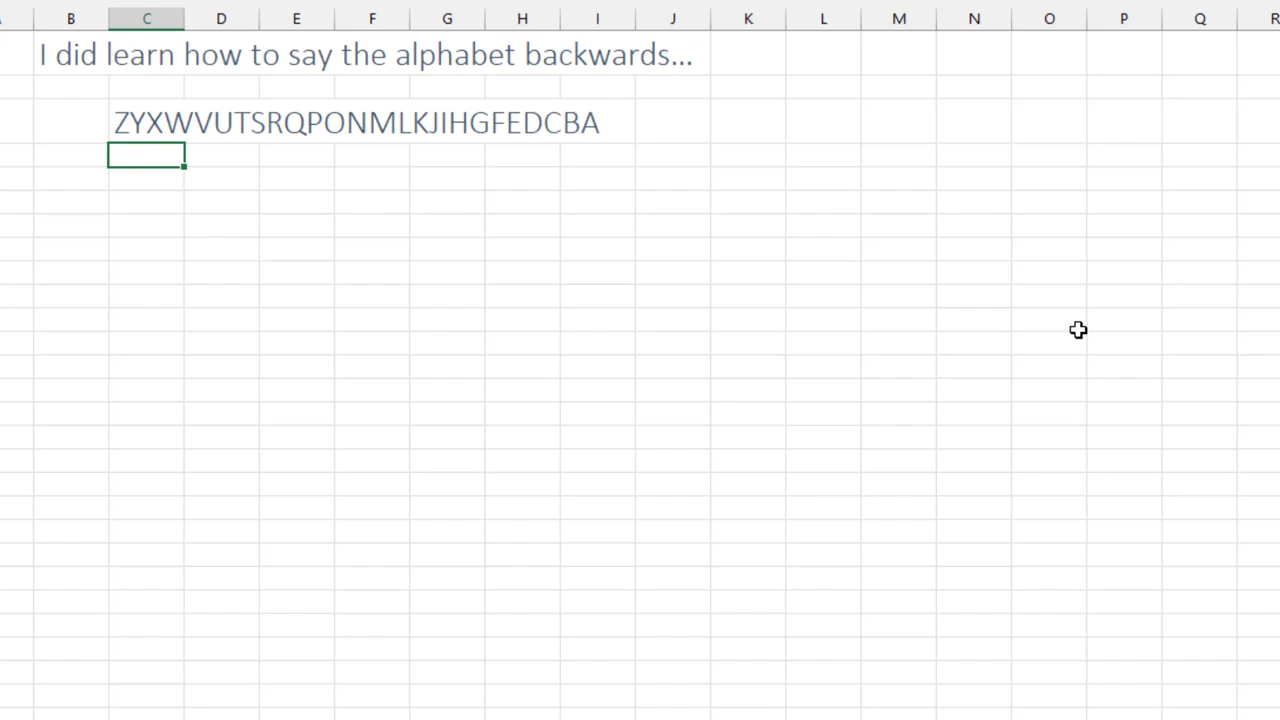 B C D E F G H I J K L M N O P Q R
I did learn how to say the alphabet backwards...
ZYXWVUTSRQPONMLKJIHGFEDCBA